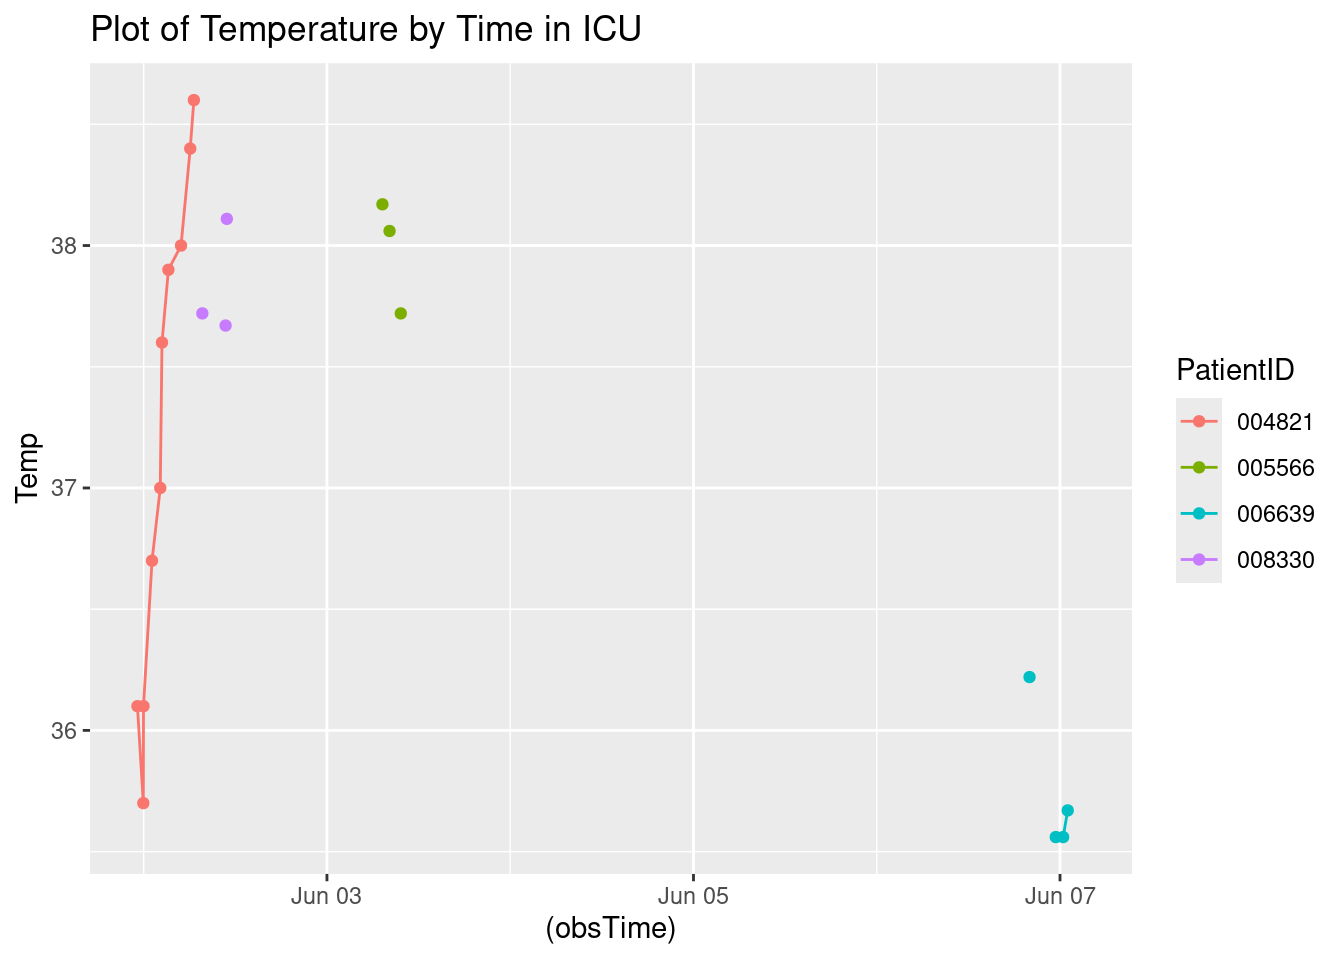 Plot of Temperature by Time in ICU
Temp
38
37
36
Jun 03
Jun 05
Jun 07
(obsTime)
PatientID
004821
005566
006639
008330